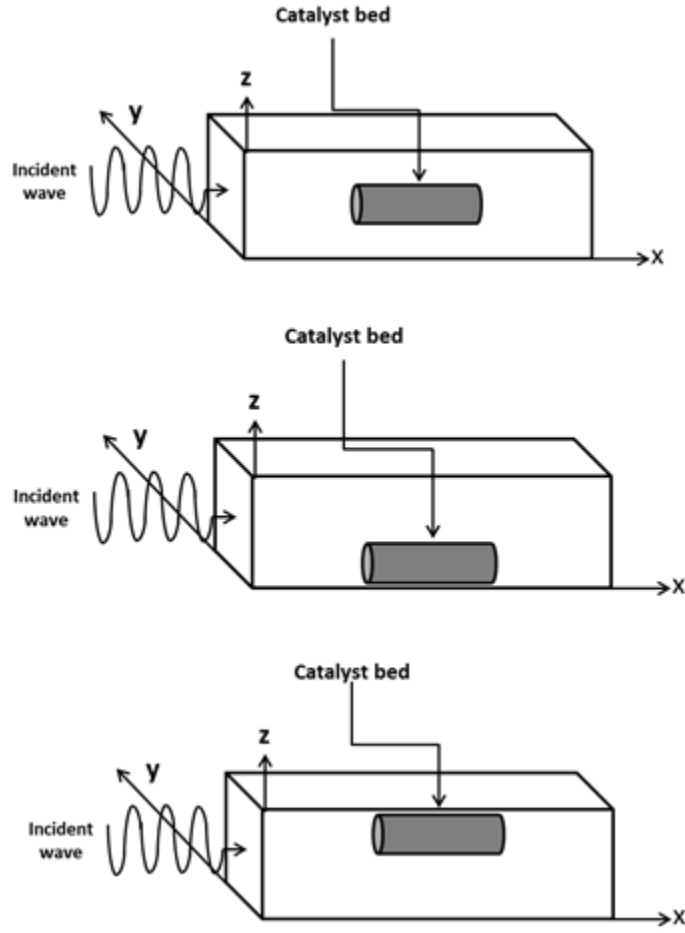 Catalyst bed
z
y
Incident
wave
X
Catalyst bed
z
y
Incident
wave
X
Catalyst bed
z
y
Incident
wave
X